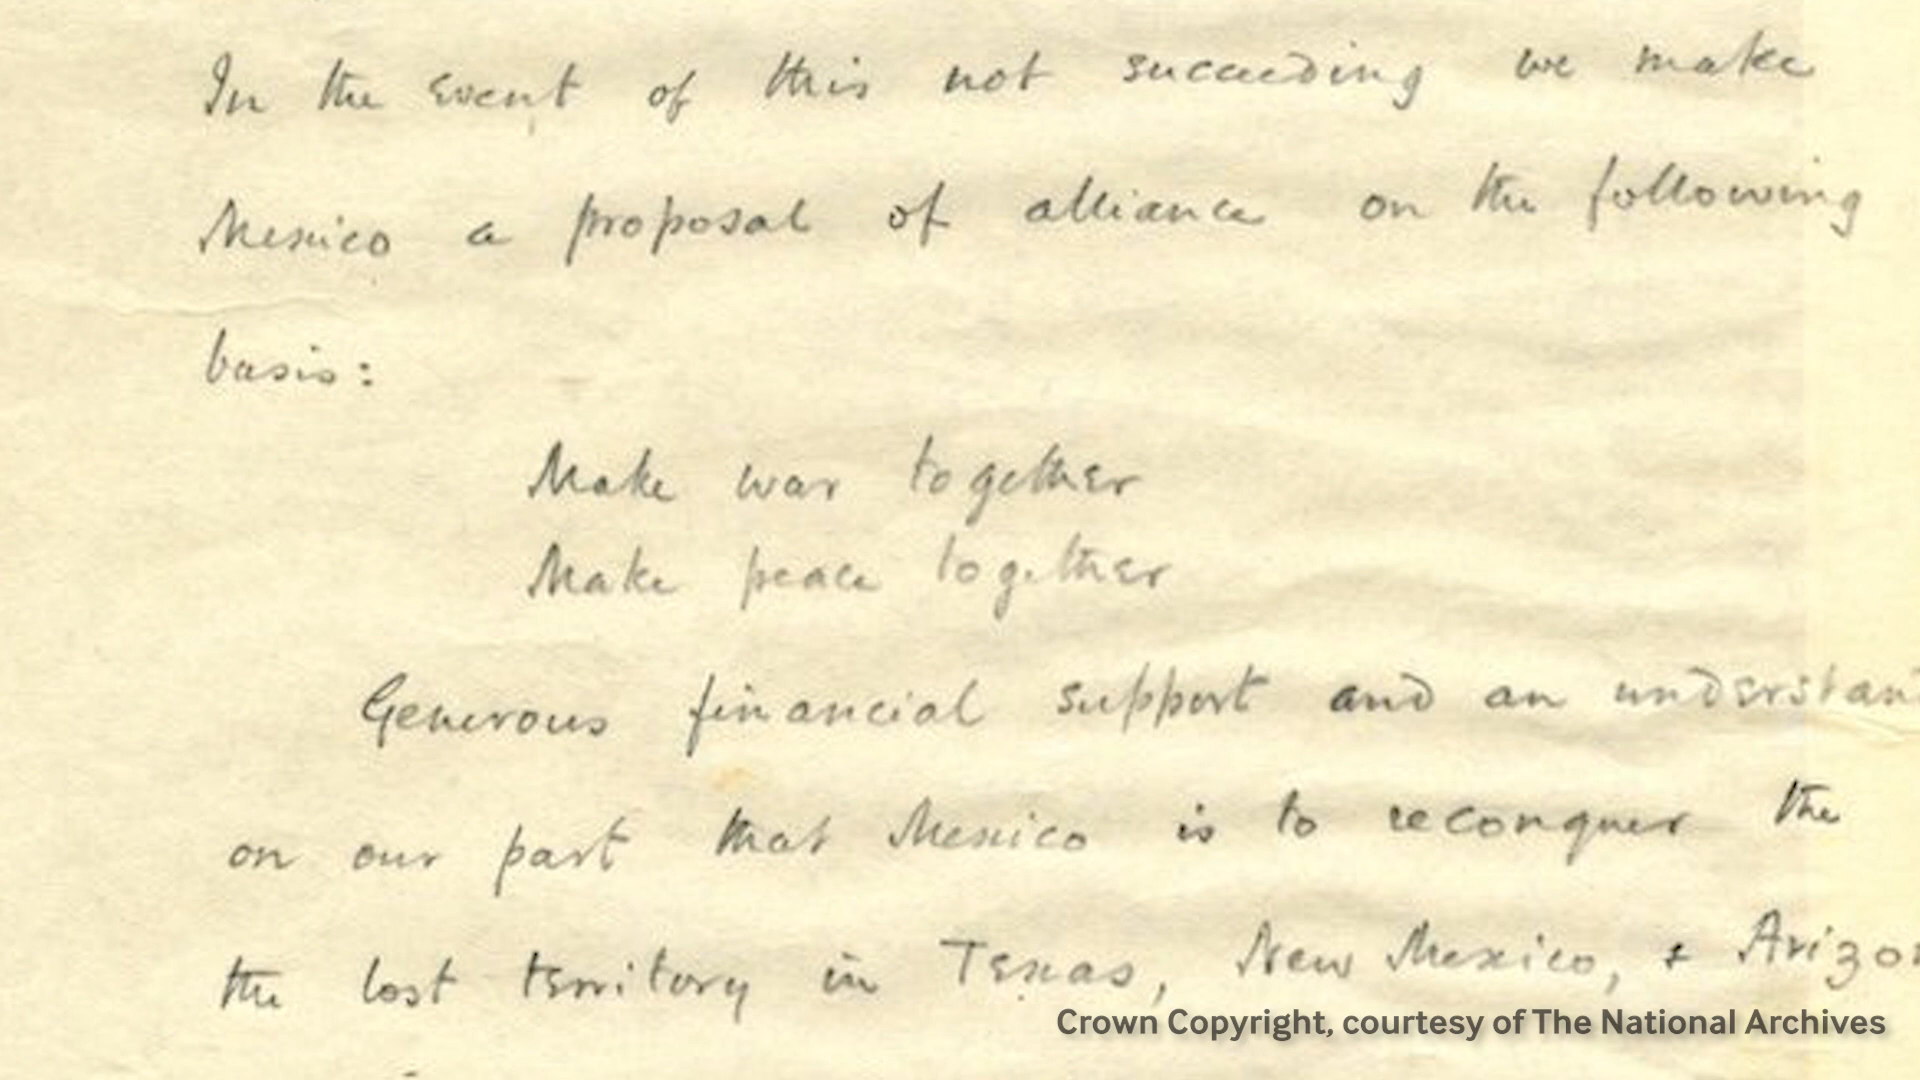 In the event of this not succeeding we make
Mexico a proposal of alliance on the following
basis:
Make war together
Make peace together
Generous financial support and an understan
on our part that Mexico is to reconquer the
the lost territory in Texas, New Mexico, & Arizo
Crown Copyright, courtesy of The National Archives